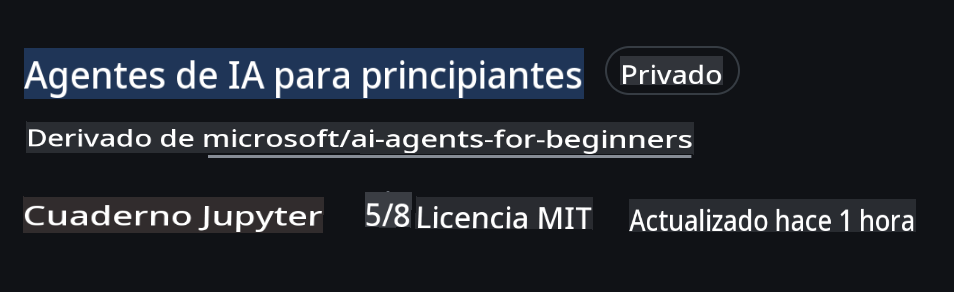 Agentes de IA para principiantes Privado
Derivado de microsoft/ai-agents-for-beginners
Cuaderno Jupyter 5/8 Licencia MIT Actualizado hace 1 hora